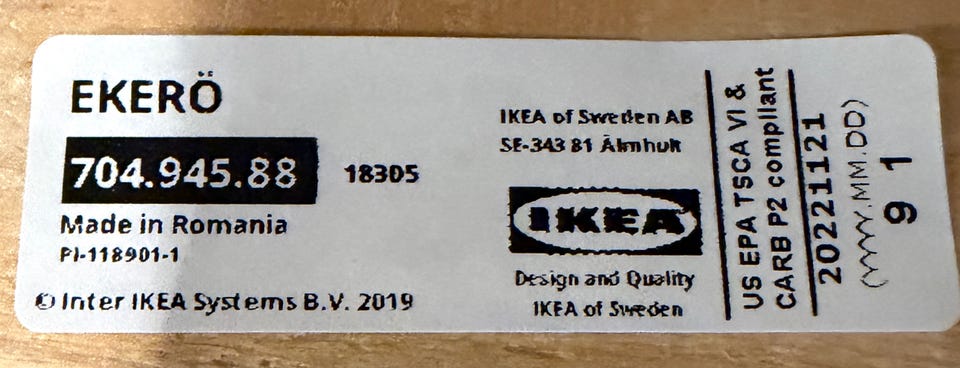 EKERÖ
704.945.88
18305
Made in Romania
PI-118901-1
© Inter IKEA Systems B.V. 2019
IKEA of Sweden AB
SE-343 81 Älmhult
IKEA
Design and Quality
IKEA of Sweden
US EPA TSCA VI &
CARB P2 compliant
20221121
(YYYY.MM.DD)
9 1